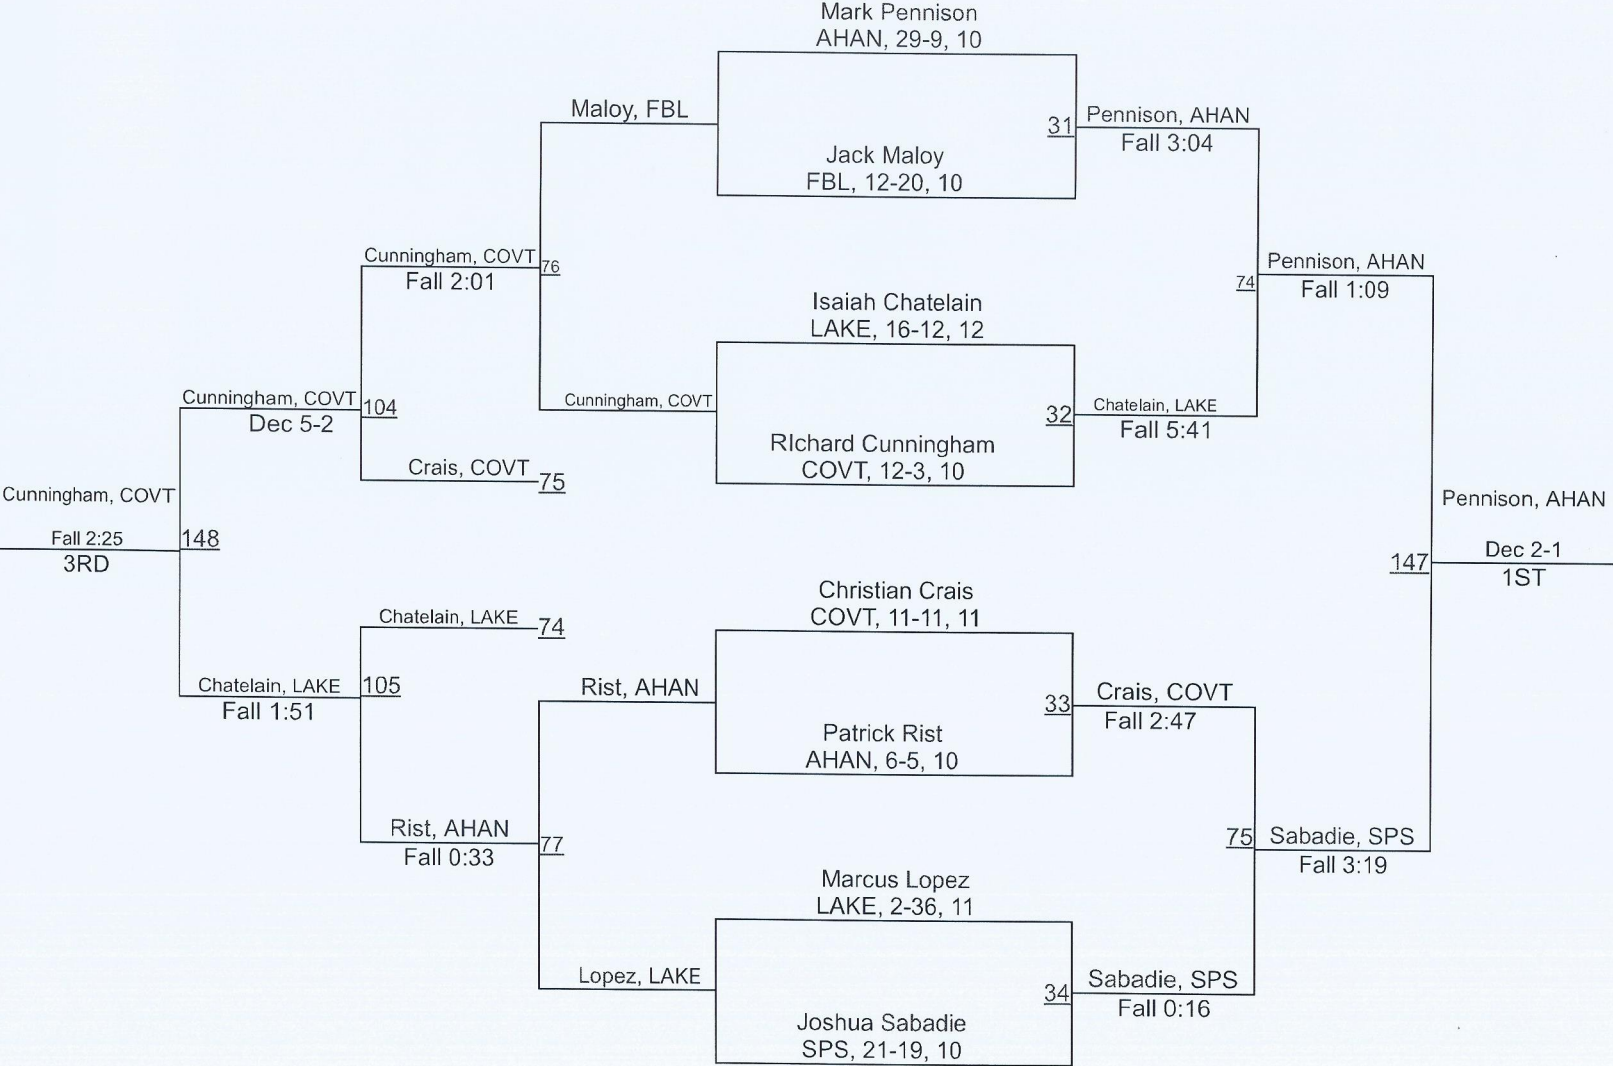 Mark Pennison
AHAN, 29-9, 10
Maloy, FBL
31
Pennison, AHAN
Fall 3:04
Jack Maloy
FBL, 12-20, 10
Cunningham, COVT
Fall 2:01
76
74
Pennison, AHAN
Fall 1:09
Isaiah Chatelain
LAKE, 16-12, 12
Cunningham, COVT
Dec 5-2
104
Cunningham, COVT
32
Chatelain, LAKE
Fall 5:41
RIchard Cunningham
COVT, 12-3, 10
Crais, COVT
75
Cunningham, COVT
Fall 2:25
3RD
148
147
Pennison, AHAN
Dec 2-1
1ST
Christian Crais
COVT, 11-11, 11
Chatelain, LAKE
74
Chatelain, LAKE
Fall 1:51
105
Rist, AHAN
33
Crais, COVT
Fall 2:47
Patrick Rist
AHAN, 6-5, 10
Rist, AHAN
Fall 0:33
77
75
Sabadie, SPS
Fall 3:19
Marcus Lopez
LAKE, 2-36, 11
Lopez, LAKE
34
Sabadie, SPS
Fall 0:16
Joshua Sabadie
SPS, 21-19, 10